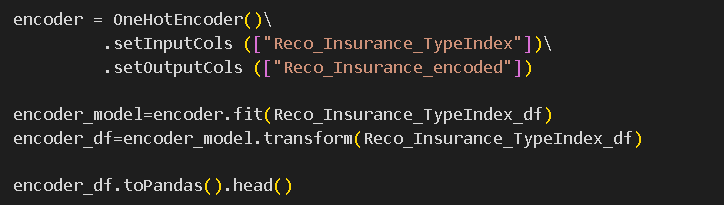 encoder = OneHotEncoder()\
.setInputCols (["Reco_Insurance_TypeIndex"])\
.setOutputCols (["Reco_Insurance_encoded"])
encoder_model=encoder.fit(Reco_Insurance_TypeIndex_df)
encoder_df=encoder_model.transform(Reco_Insurance_TypeIndex_df)
encoder_df.toPandas().head()